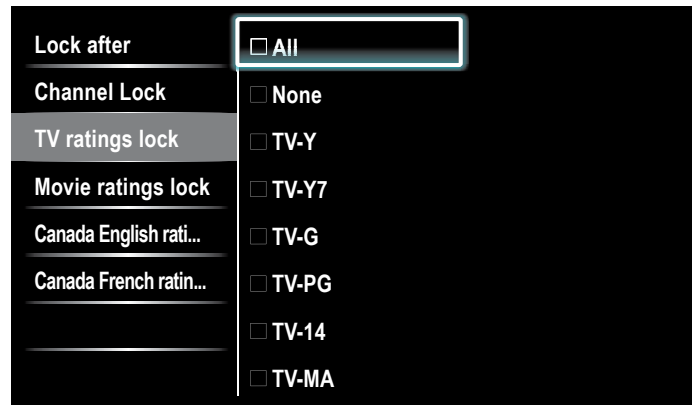 Lock after
Channel Lock
TV ratings lock
Movie ratings lock
Canada English rati...
Canada French ratin...
All
None
TV-Y
TV-Y7
TV-G
TV-PG
TV-14
TV-MA